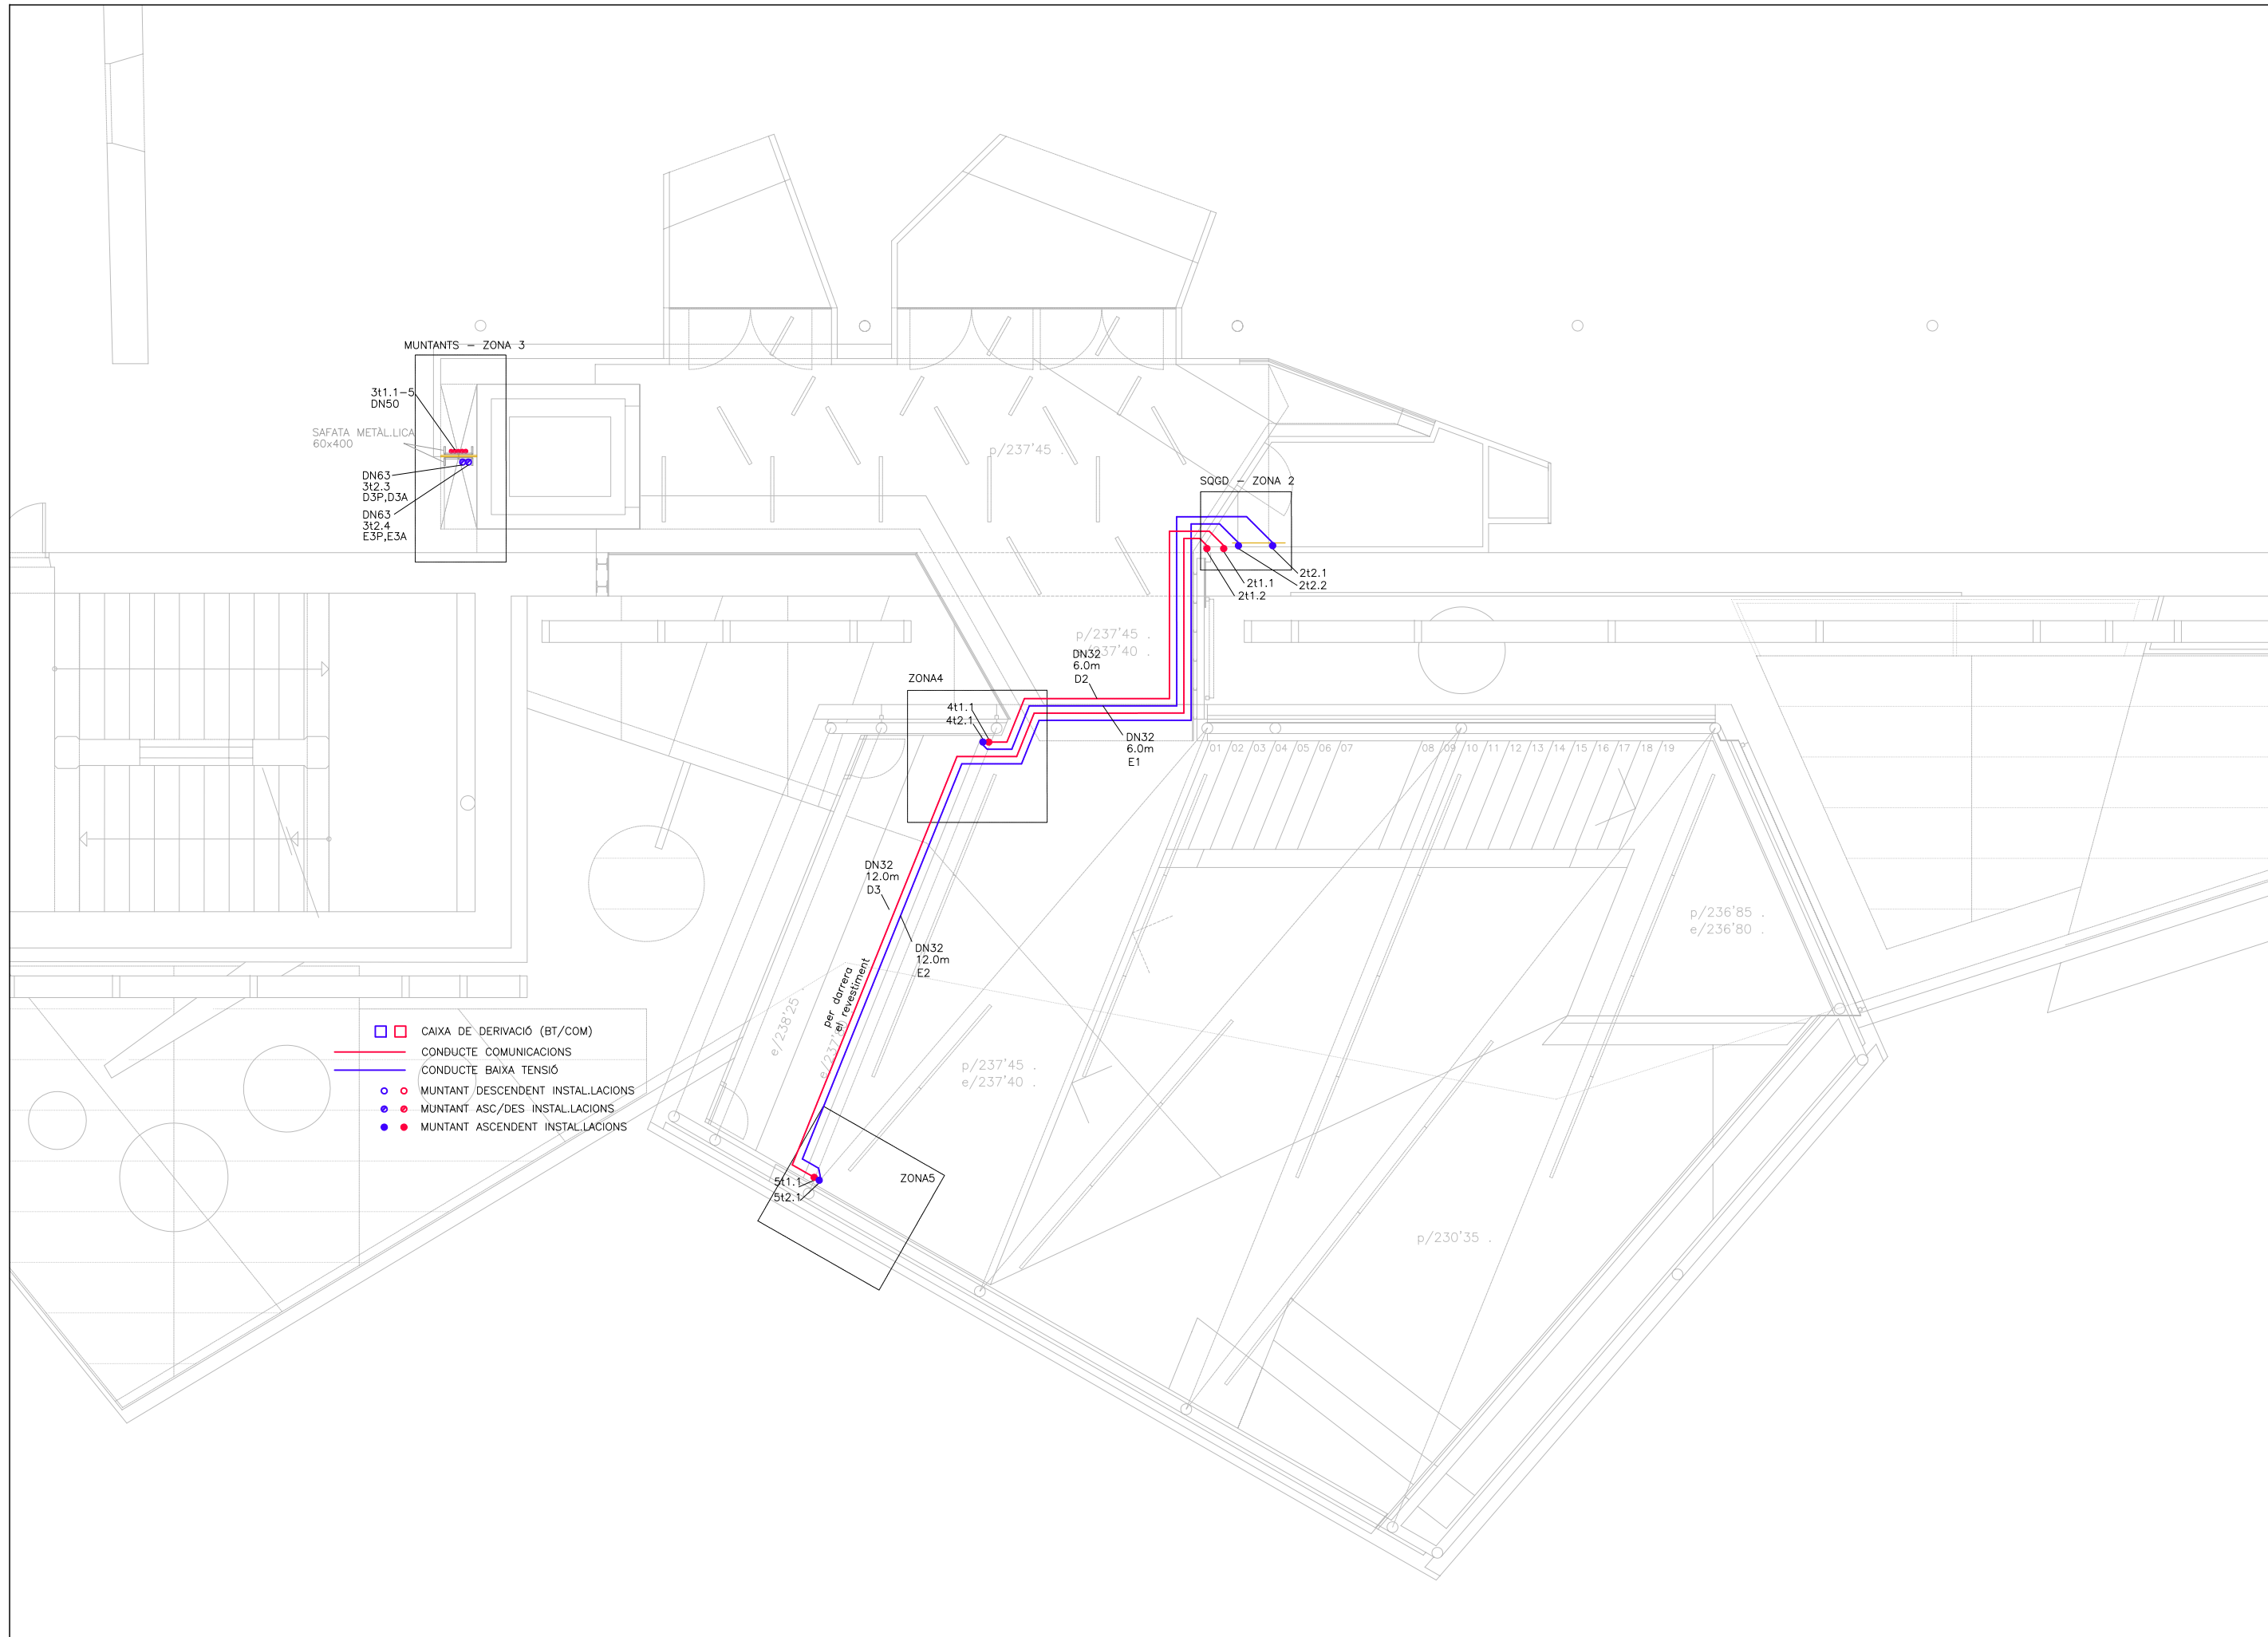 MUNTANTS - ZONA 3
3t1.1-5
DN50
SAFATA METÀL.LICA
60x400
DN63
3t2.3
D3P,D3A
DN63
3t2.4
E3P,E3A
p/237'45 .
SQGD - ZONA 2
2t2.1
2t1.1
2t2.2
2t1.2
p/237'45 .
e/237'40 .
DN32
6.0m
D2
ZONA4
4t1.1
4t2.1
DN32
6.0m
E1
01 02 03 04 05 06 07 08 09 10 11 12 13 14 15 16 17 18 19
DN32
12.0m
D3
p/236'85 .
e/236'80 .
DN32
12.0m
E2
per darrera
el revestiment
e/238'25 .
p/237'45 .
e/237'40 .
CAIXA DE DERIVACIÓ (BT/COM)
CONDUCTE COMUNICACIONS
CONDUCTE BAIXA TENSIÓ
MUNTANT DESCENDENT INSTAL.LACIONS
MUNTANT ASC/DES INSTAL.LACIONS
MUNTANT ASCENDENT INSTAL.LACIONS
5t1.1
5t2.1
ZONA5
p/230'35 .